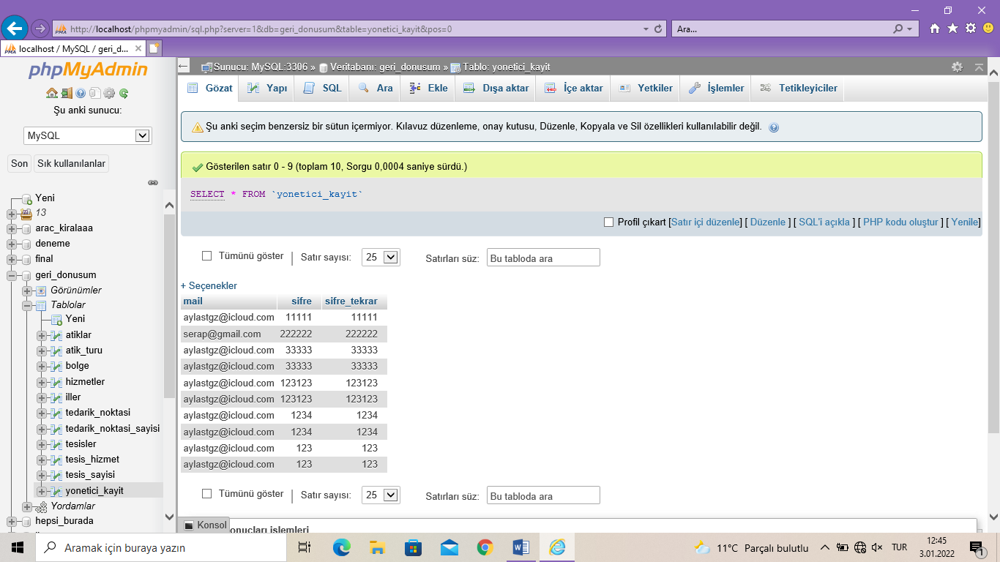 http://localhost/phpmyadmin/sql.php?server=1&db=geri_donusum&table=yonetici_kayit&pos=0
Ara...
localhost / MySQL / geri_d...
phpMyAdmin
Şu anki sunucu:
MySQL
Son
Sık kullanılanlar
Yeni
13
arac_kiralaaa
deneme
final
geri_donusum
Görünümler
Tablolar
Yeni
atiklar
atik_turu
bolge
hizmetler
iller
tedarik_noktasi
tedarik_noktasi_sayisi
tesisler
tesis_hizmet
tesis_sayisi
yonetici_kayit
Yordamlar
hepsi_burada
Sunucu: MySQL:3306 » Veritabanı: geri_donusum » Tablo: yonetici_kayit
Gözat Yapı SQL Ara Ekle Dışa aktar İçe aktar Yetkiler İşlemler Tetikleyiciler
Şu anki seçim benzersiz bir sütun içermiyor. Kılavuz düzenleme, onay kutusu, Düzenle, Kopyala ve Sil özellikleri kullanılabilir değil.
Gösterilen satır 0 - 9 (toplam 10, Sorgu 0,0004 saniye sürdü.)
SELECT * FROM `yonetici_kayit`
Profil çıkart [Satır içi düzenle] [ Düzenle ] [ SQL'i açıkla ] [ PHP kodu oluştur ] [ Yenile]
Tümünü göster | Satır sayısı: 25 Satırları süz: Bu tabloda ara
+ Seçenekler
mail sifre sifre_tekrar
aylastgz@icloud.com 11111 11111
serap@gmail.com 222222 222222
aylastgz@icloud.com 33333 33333
aylastgz@icloud.com 33333 33333
aylastgz@icloud.com 123123 123123
aylastgz@icloud.com 123123 123123
aylastgz@icloud.com 1234 1234
aylastgz@icloud.com 1234 1234
aylastgz@icloud.com 123 123
aylastgz@icloud.com 123 123
Tümünü göster | Satır sayısı: 25 Satırları süz: Bu tabloda ara
Konsol
onuçları işlemleri
Aramak için buraya yazın
11°C Parçalı bulutlu
TUR
12:45
3.01.2022
1